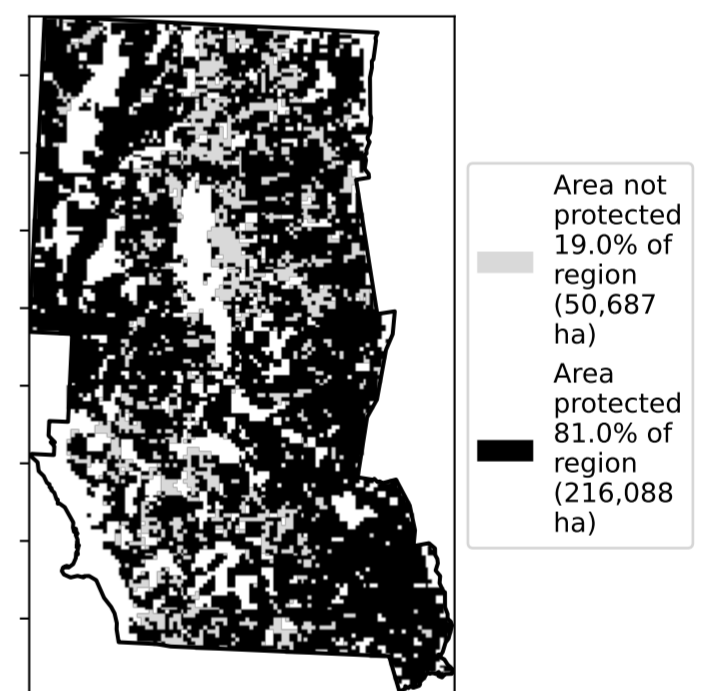 Area not
protected
19.0% of
region
(50,687
ha)
Area
protected
81.0% of
region
(216,088
ha)